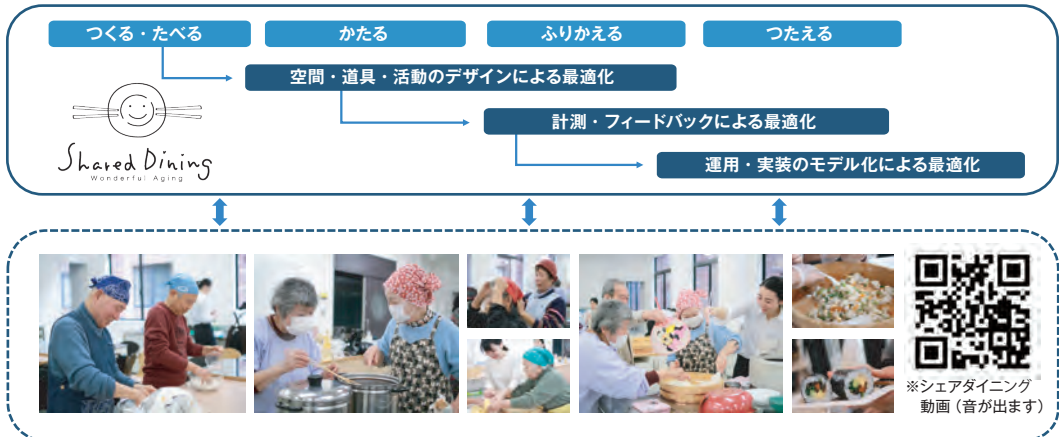 つくる・たべる
かたる
ふりかえる
つたえる
空間・道具・活動のデザインによる最適化
計測・フィードバックによる最適化
運用・実装のモデル化による最適化
Shared Dining
Wonderful Aging
※シェアダイニング
動画（音が出ます）